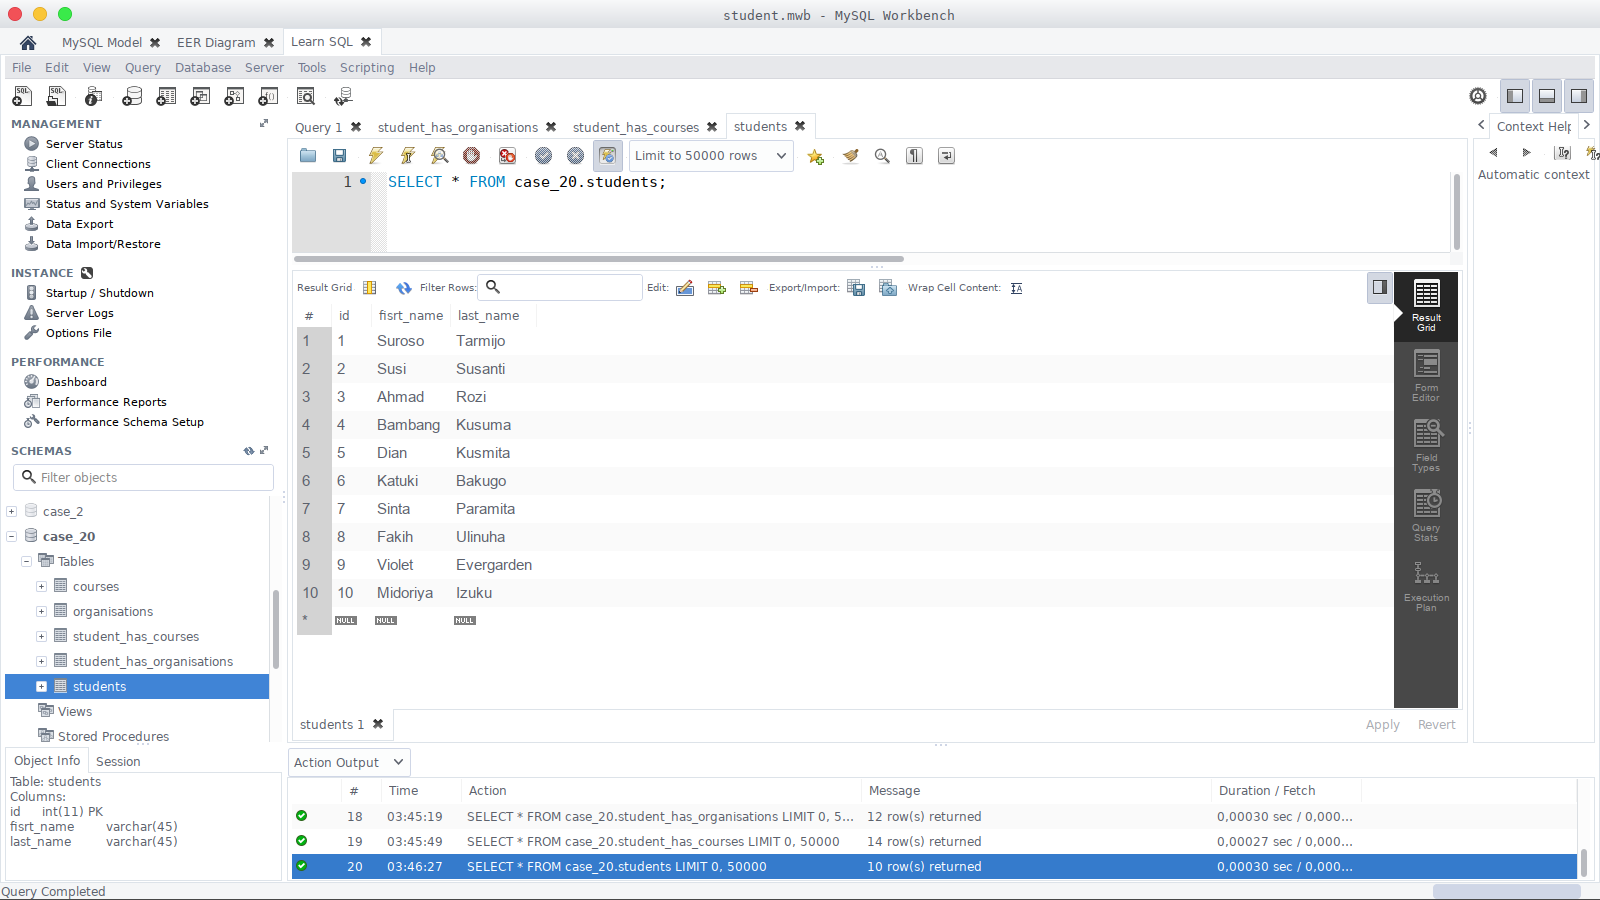 student.mwb - MySQL Workbench
MySQL Model EER Diagram Learn SQL
File Edit View Query Database Server Tools Scripting Help
MANAGEMENT
Server Status
Client Connections
Users and Privileges
Status and System Variables
Data Export
Data Import/Restore
INSTANCE
Startup / Shutdown
Server Logs
Options File
PERFORMANCE
Dashboard
Performance Reports
Performance Schema Setup
SCHEMAS
Filter objects
case_2
case_20
Tables
courses
organisations
student_has_courses
student_has_organisations
students
Views
Stored Procedures
Object Info Session
Table: students
Columns:
id int(11) PK
fisrt_name varchar(45)
last_name varchar(45)
Query 1 student_has_organisations student_has_courses students
Limit to 50000 rows
1 SELECT * FROM case_20.students;
Result Grid Filter Rows: Edit: Export/Import: Wrap Cell Content:
# id fisrt_name last_name
1 1 Suroso Tarmijo
2 2 Susi Susanti
3 3 Ahmad Rozi
4 4 Bambang Kusuma
5 5 Dian Kusmita
6 6 Katuki Bakugo
7 7 Sinta Paramita
8 8 Fakih Ulinuha
9 9 Violet Evergarden
10 10 Midoriya Izuku
* NULL NULL NULL
Result
Grid
Form
Editor
Field
Types
Query
Stats
Execution
Plan
students 1
Apply Revert
Context Help
Automatic context
Action Output
# Time Action Message Duration / Fetch
18 03:45:19 SELECT * FROM case_20.student_has_organisations LIMIT 0, 5... 12 row(s) returned 0,00030 sec / 0,000...
19 03:45:49 SELECT * FROM case_20.student_has_courses LIMIT 0, 50000 14 row(s) returned 0,00027 sec / 0,000...
20 03:46:27 SELECT * FROM case_20.students LIMIT 0, 50000 10 row(s) returned 0,00030 sec / 0,000...
Query Completed